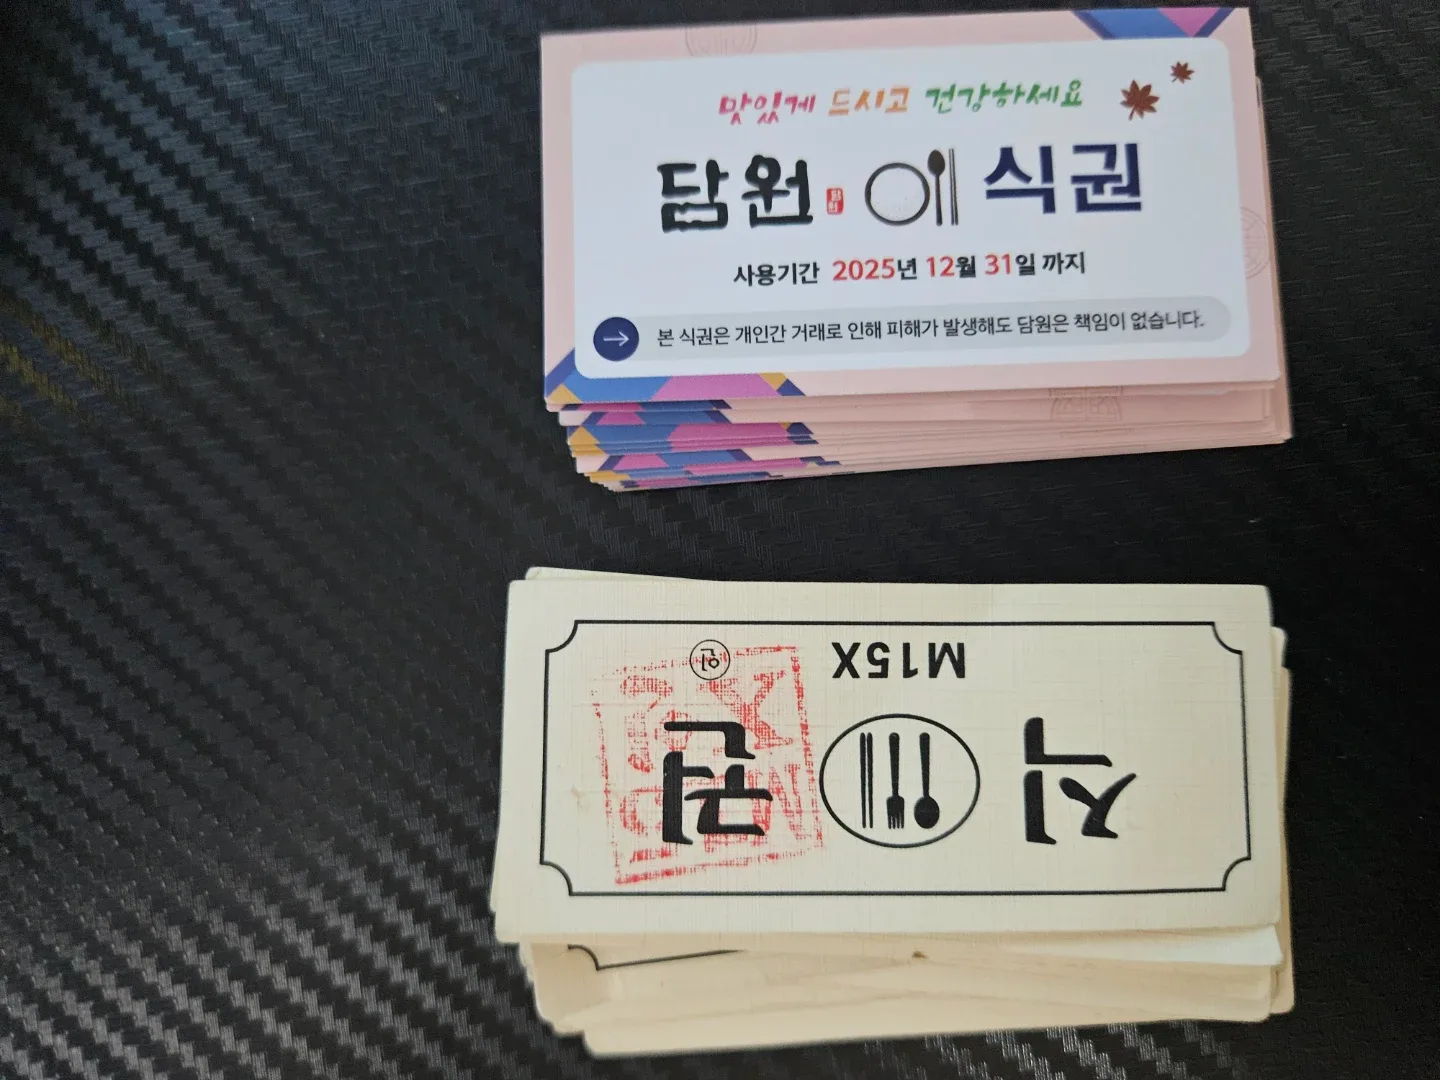 맛있게 드시고 건강하세요
담원 담원 식권
사용기간 2025년 12월 31일 까지
본 식권은 개인간 거래로 인해 피해가 발생해도 담원은 책임이 없습니다.
식권
M15X 인